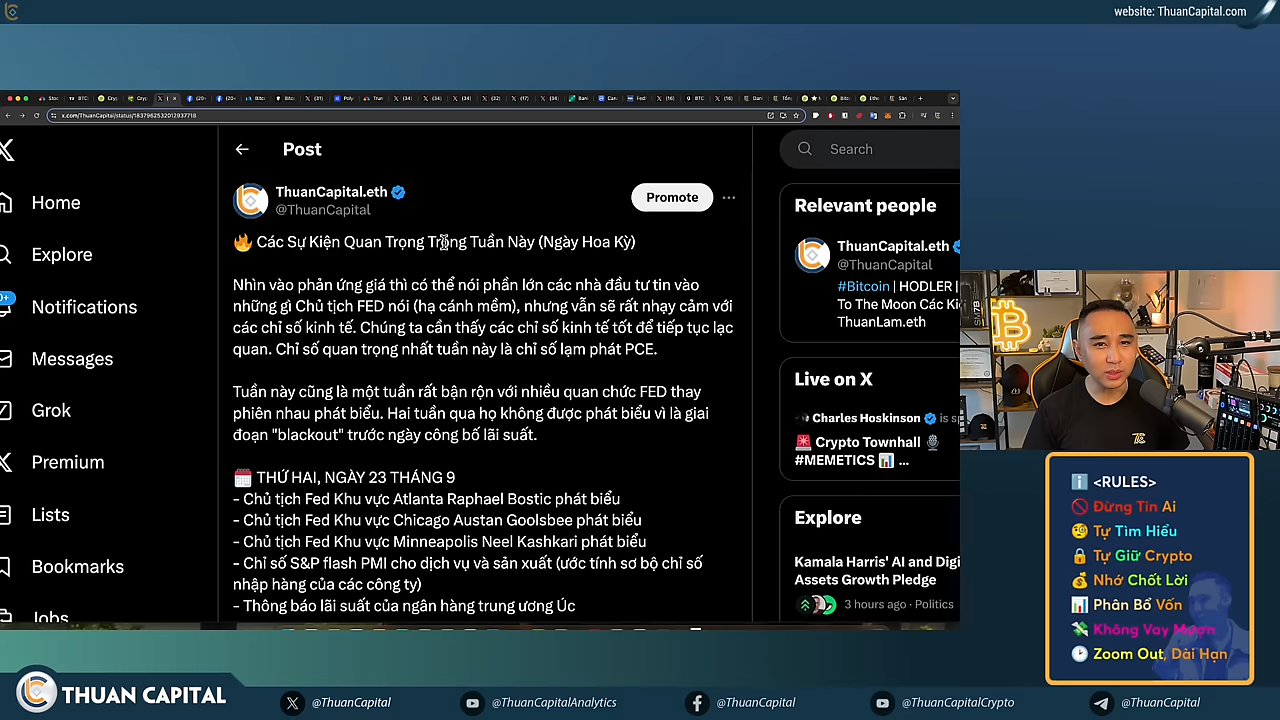 website: ThuanCapital.com
x.com/ThuanCapital/status/1837962532012937718
Home
Explore
Notifications
Messages
Grok
Premium
Lists
Bookmarks
Jobs
Post
ThuanCapital.eth
@ThuanCapital
Promote
🔥 Các Sự Kiện Quan Trọng Trong Tuần Này (Ngày Hoa Kỳ)
Nhìn vào phản ứng giá thì có thể nói phần lớn các nhà đầu tư tin vào
những gì Chủ tịch FED nói (hạ cánh mềm), nhưng vẫn sẽ rất nhạy cảm với
các chỉ số kinh tế. Chúng ta cần thấy các chỉ số kinh tế tốt để tiếp tục lạc
quan. Chỉ số quan trọng nhất tuần này là chỉ số lạm phát PCE.
Tuần này cũng là một tuần rất bận rộn với nhiều quan chức FED thay
phiên nhau phát biểu. Hai tuần qua họ không được phát biểu vì là giai
đoạn "blackout" trước ngày công bố lãi suất.
🗓️ THỨ HAI, NGÀY 23 THÁNG 9
- Chủ tịch Fed Khu vực Atlanta Raphael Bostic phát biểu
- Chủ tịch Fed Khu vực Chicago Austan Goolsbee phát biểu
- Chủ tịch Fed Khu vực Minneapolis Neel Kashkari phát biểu
- Chỉ số S&P flash PMI cho dịch vụ và sản xuất (ước tính sơ bộ chỉ số
nhập hàng của các công ty)
- Thông báo lãi suất của ngân hàng trung ương Úc
Search
Relevant people
ThuanCapital.eth
@ThuanCapital
#Bitcoin | HODLER |
To The Moon Các Ki
ThuanLam.eth
Live on X
Charles Hoskinson is sp
🚨 Crypto Townhall 🎙️
#MEMETICS 📊 ...
Explore
Kamala Harris' AI and Digi
Assets Growth Pledge
3 hours ago · Politics
ℹ️ <RULES>
🚫 Đừng Tin Ai
🧐 Tự Tìm Hiểu
🔒 Tự Giữ Crypto
💰 Nhớ Chốt Lời
📊 Phân Bổ Vốn
💸 Không Vay Mượn
🕑 Zoom Out, Dài Hạn
THUAN CAPITAL
@ThuanCapital
@ThuanCapitalAnalytics
@ThuanCapital
@ThuanCapitalCrypto
@ThuanCapital